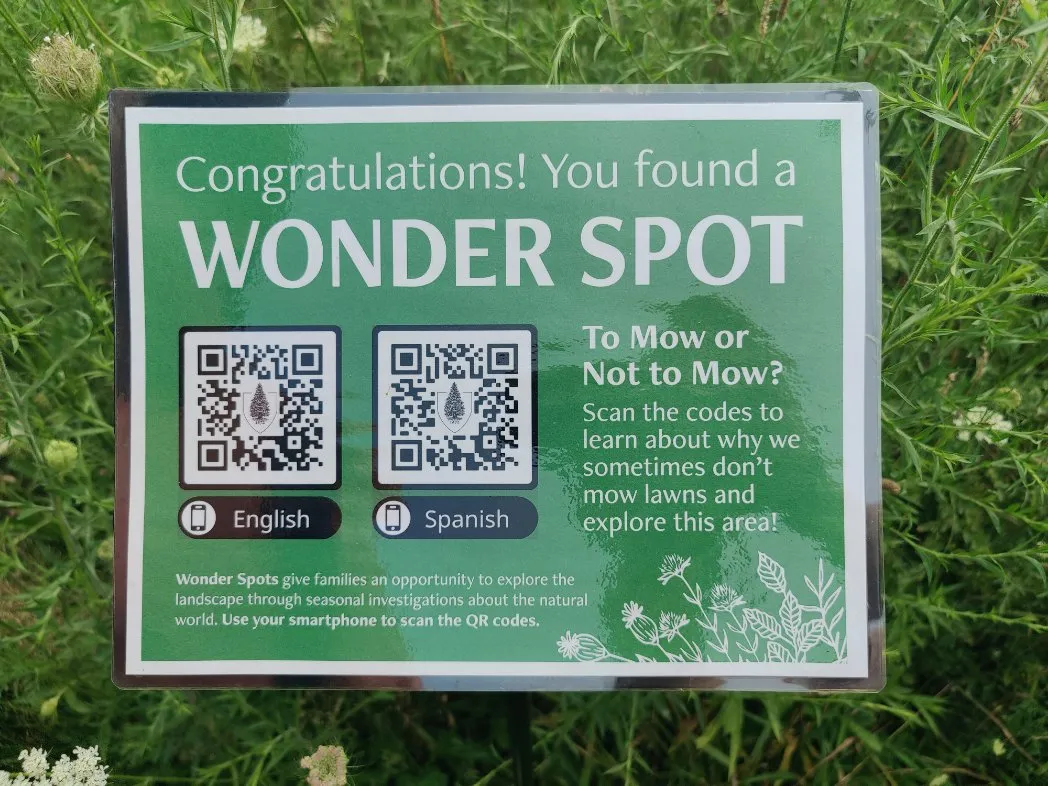 Congratulations! You found a
WONDER SPOT
English
Spanish
To Mow or
Not to Mow?
Scan the codes to
learn about why we
sometimes don't
mow lawns and
explore this area!
Wonder Spots give families an opportunity to explore the
landscape through seasonal investigations about the natural
world. Use your smartphone to scan the QR codes.